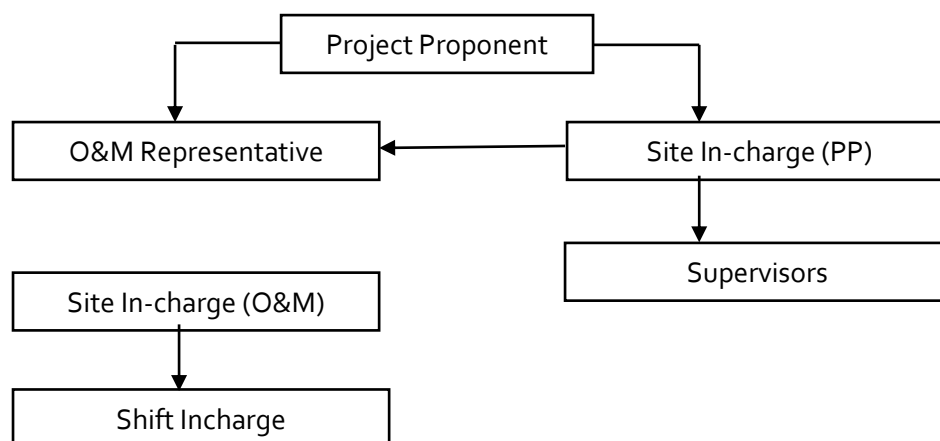 Project Proponent
O&M Representative
Site In-charge (PP)
Supervisors
Site In-charge (O&M)
Shift Incharge